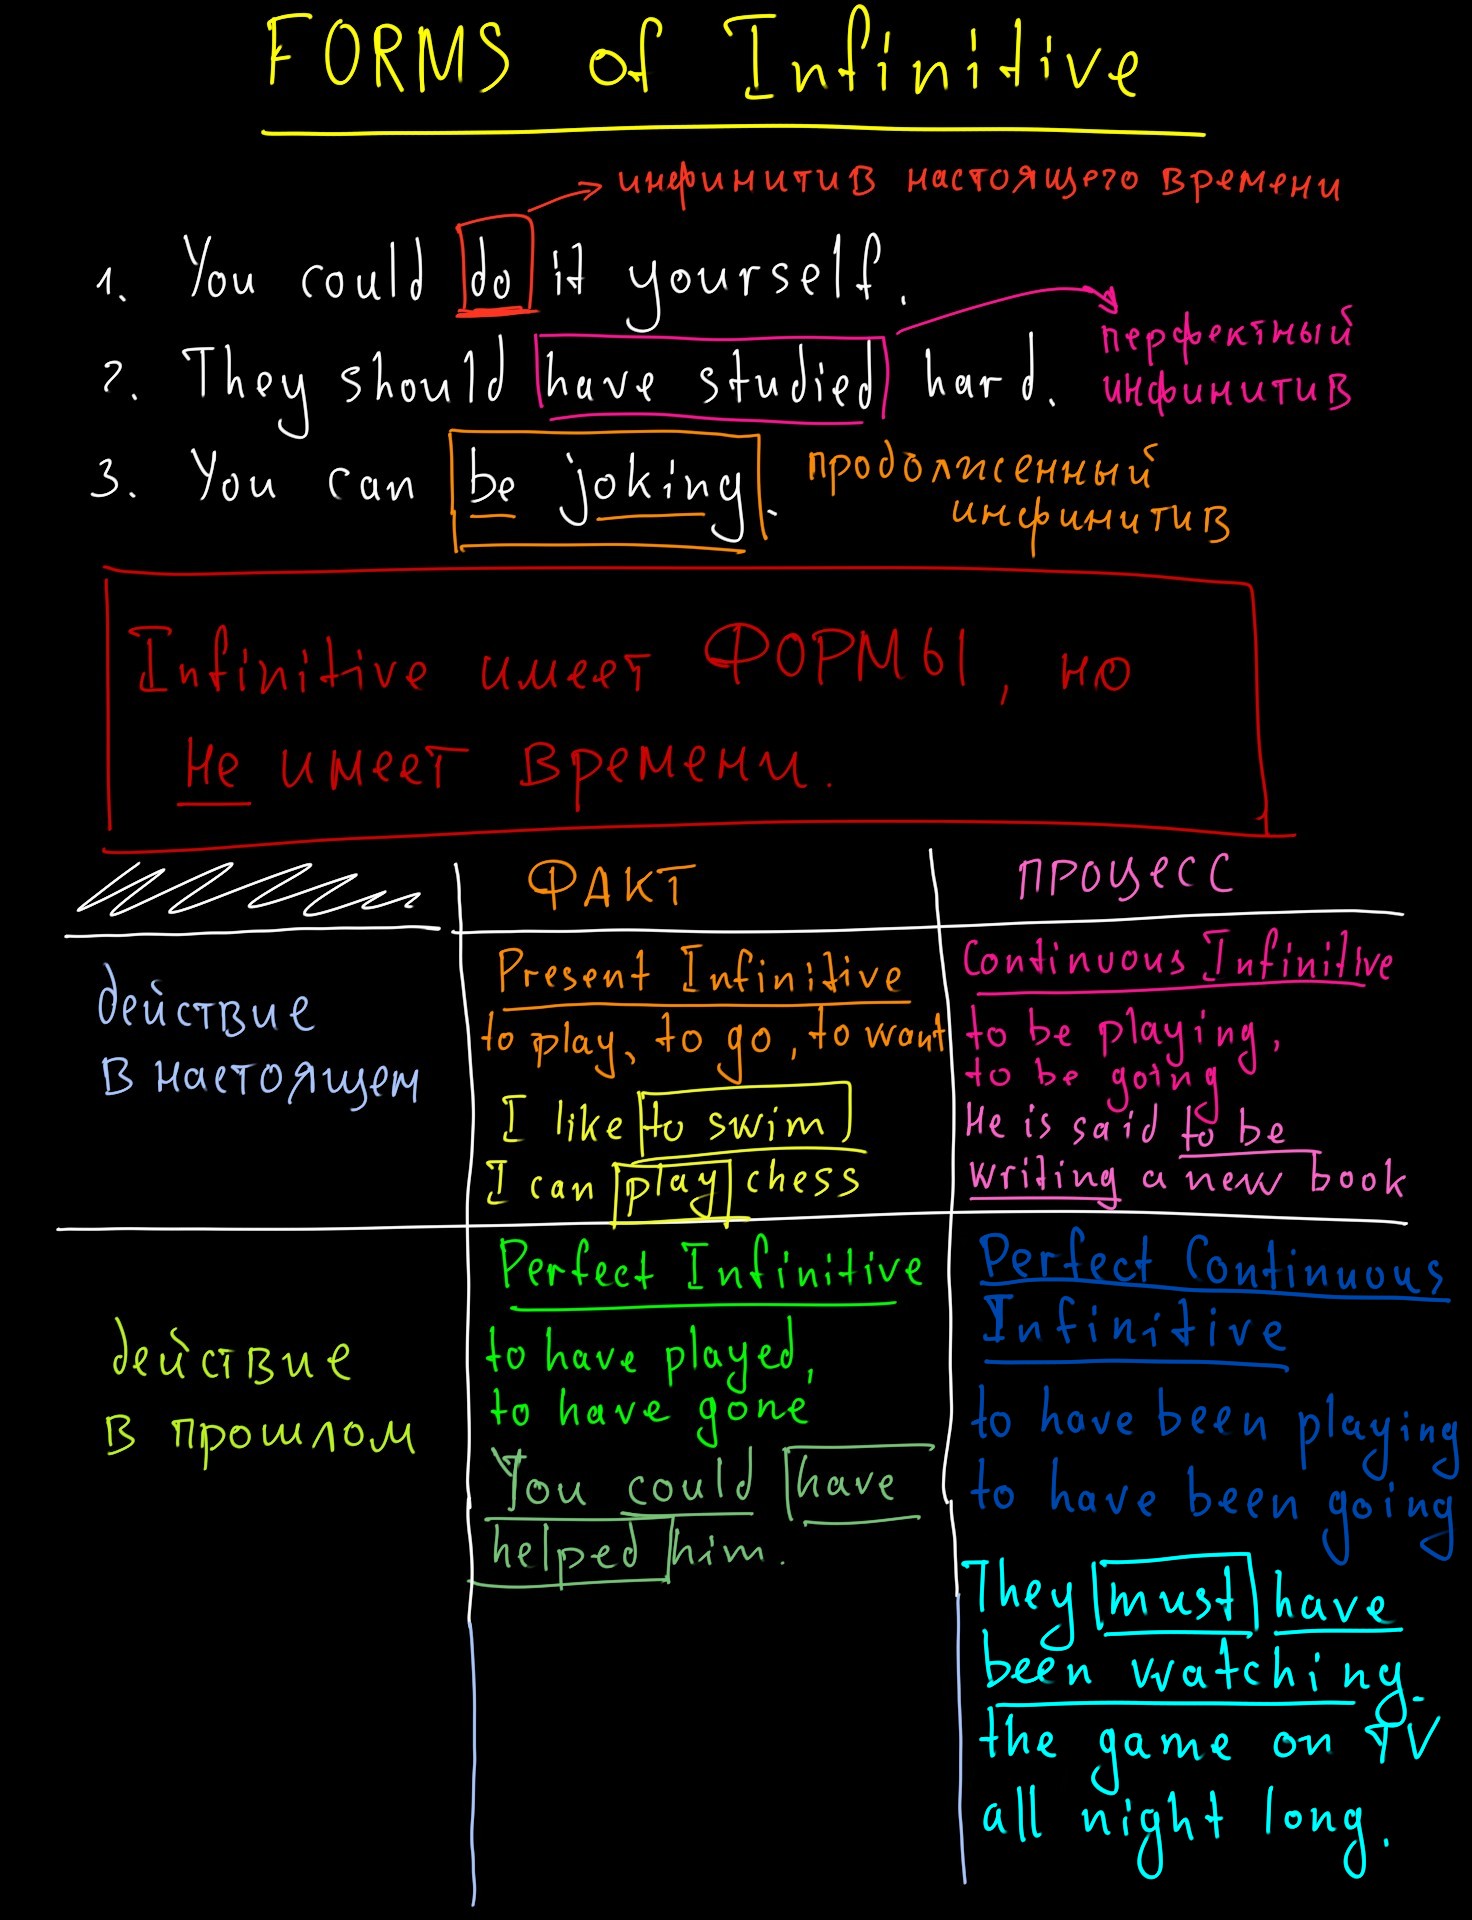 FORMS of Infinitive
инфинитив настоящего времени
1. You could do it yourself.
2. They should have studied hard.
перфектный
инфинитив
3. You can be joking.
продолженный
инфинитив
Infinitive имеет ФОРМЫ, но
не имеет времени.
ФАКТ
ПРОЦЕСС
действие
в настоящем
Present Infinitive
to play, to go, to want
I like to swim
I can play chess
Continuous Infinitive
to be playing,
to be going
He is said to be
writing a new book
действие
в прошлом
Perfect Infinitive
to have played,
to have gone
You could have
helped him.
Perfect Continuous
Infinitive
to have been playing
to have been going
They must have
been watching
the game on TV
all night long.